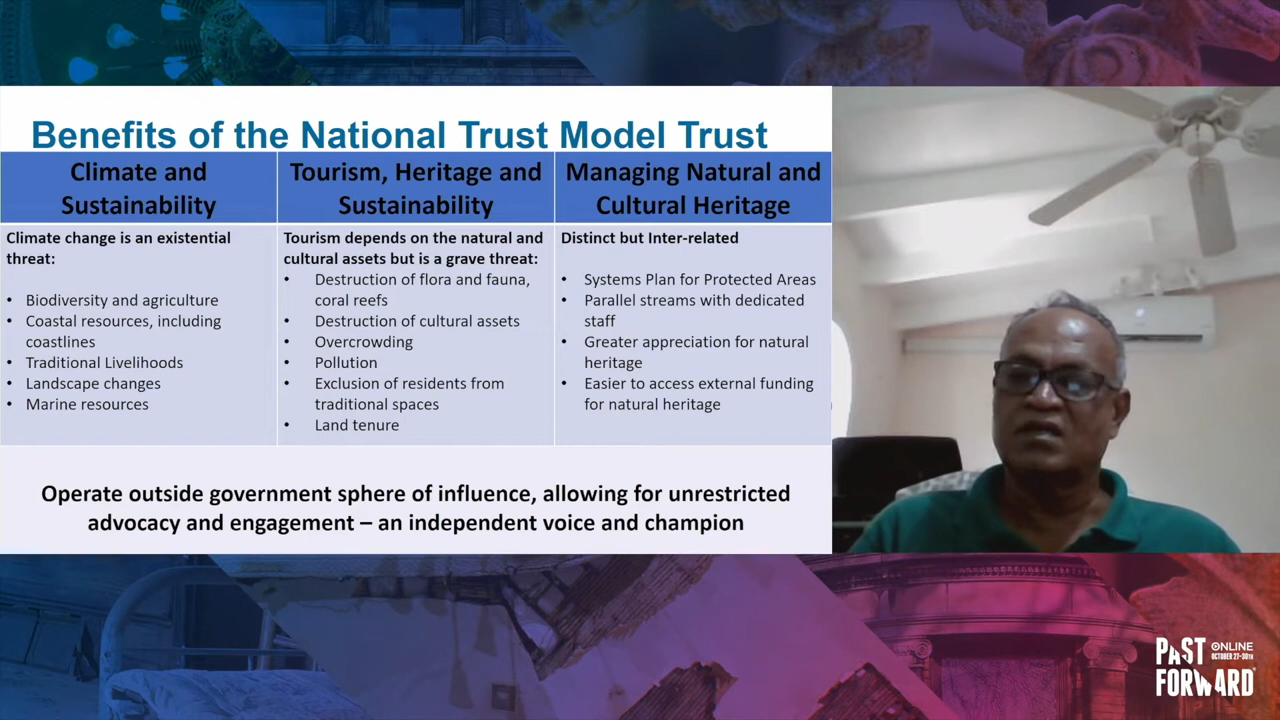 Benefits of the National Trust Model Trust
Climate and
Sustainability
Climate change is an existential
threat:
• Biodiversity and agriculture
• Coastal resources, including
coastlines
• Traditional Livelihoods
• Landscape changes
• Marine resources
Tourism, Heritage and
Sustainability
Tourism depends on the natural and
cultural assets but is a grave threat:
• Destruction of flora and fauna,
coral reefs
• Destruction of cultural assets
• Overcrowding
• Pollution
• Exclusion of residents from
traditional spaces
• Land tenure
Managing Natural and
Cultural Heritage
Distinct but Inter-related
• Systems Plan for Protected Areas
• Parallel streams with dedicated
staff
• Greater appreciation for natural
heritage
• Easier to access external funding
for natural heritage
Operate outside government sphere of influence, allowing for unrestricted
advocacy and engagement – an independent voice and champion
PAST
FORWARD
ONLINE
OCTOBER 27-30TH